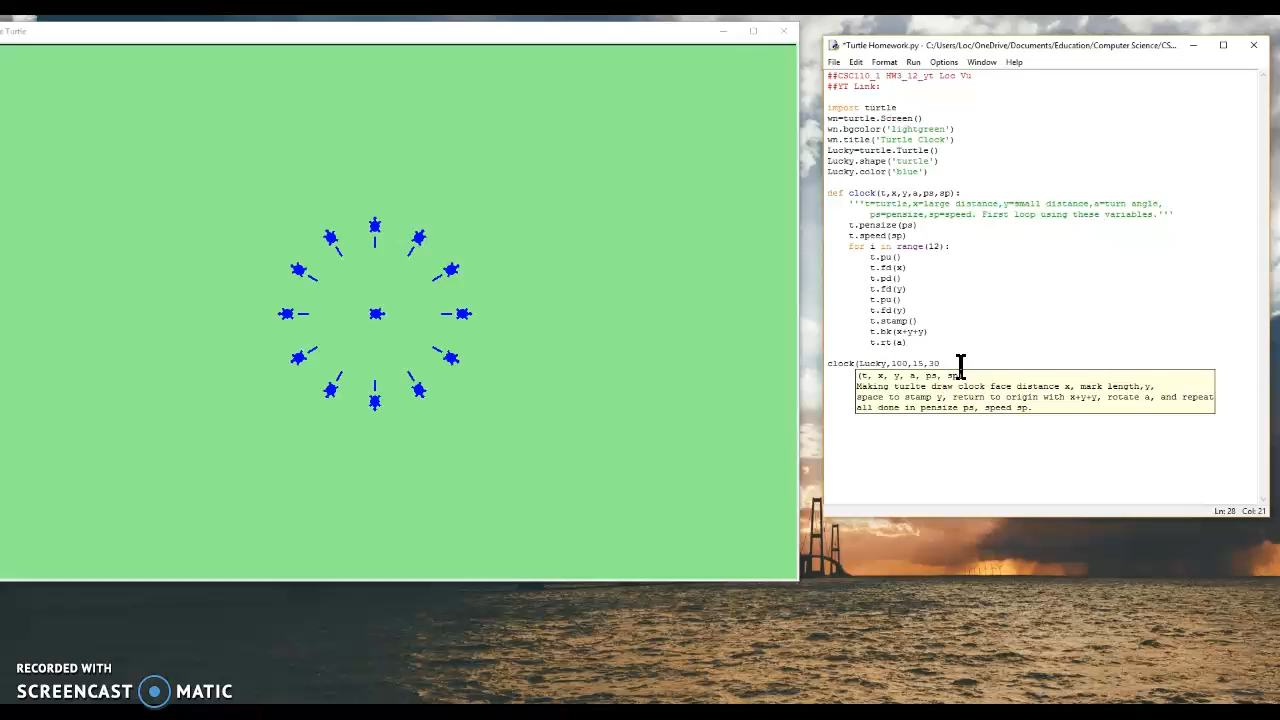 e Turtle
*Turtle Homework.py - C:/Users/Loc/OneDrive/Documents/Education/Computer Science/CS...
File Edit Format Run Options Window Help
##CSC110_1 HW3_12_yt Loc Vu
##YT Link:
import turtle
wn=turtle.Screen()
wn.bgcolor('lightgreen')
wn.title('Turtle Clock')
Lucky=turtle.Turtle()
Lucky.shape('turtle')
Lucky.color('blue')
def clock(t,x,y,a,ps,sp):
'''t=turtle,x=large distance,y=small distance,a=turn angle,
ps=pensize,sp=speed. First loop using these variables.'''
t.pensize(ps)
t.speed(sp)
for i in range(12):
t.pu()
t.fd(x)
t.pd()
t.fd(y)
t.pu()
t.fd(y)
t.stamp()
t.bk(x+y+y)
t.rt(a)
clock(Lucky,100,15,30
(t, x, y, a, ps, sp)
Making turlte draw clock face distance x, mark length,y,
space to stamp y, return to origin with x+y+y, rotate a, and repeat
all done in pensize ps, speed sp.
Ln: 28 Col: 21
RECORDED WITH
SCREENCAST MATIC